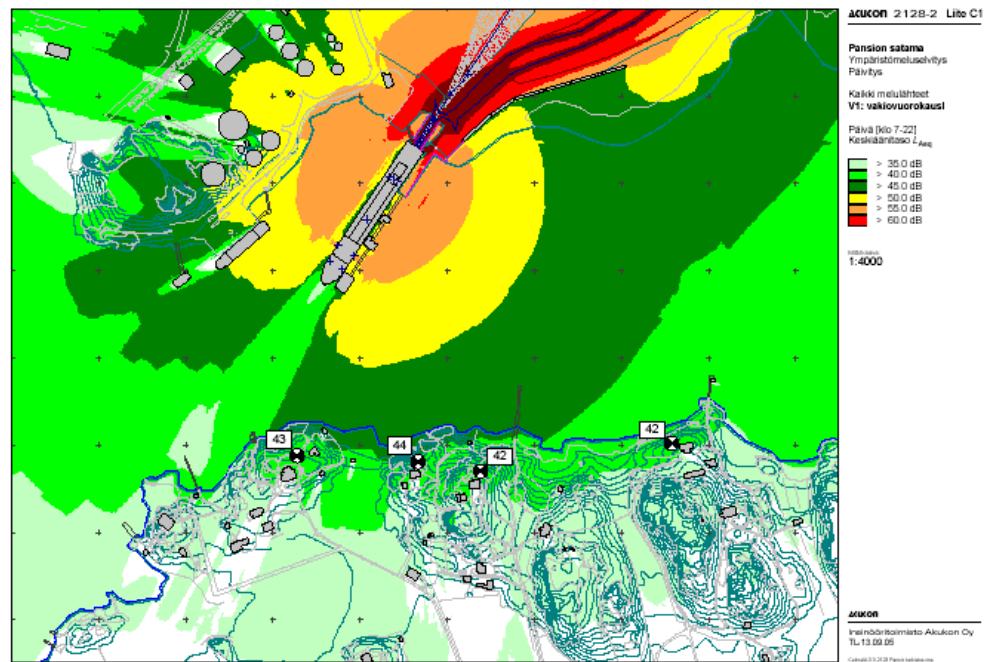 43
44
42
42
ACUCON 2128-2 Liite C1
Pansion satama
Ympäristömeluselvitys
Päivitys
Kaikki melulähteet
V1: vakiovuorokausi
Päivä [klo 7-22]
Keskiäänitaso LAeq
> 35.0 dB
> 40.0 dB
> 45.0 dB
> 50.0 dB
> 55.0 dB
> 60.0 dB
1:4000
ACUCON
Insinööritoimisto Akukon Oy
TL 13.09.05